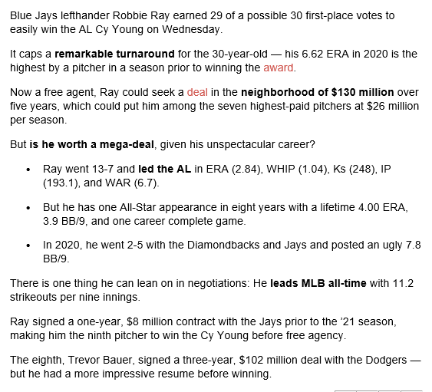 Blue Jays lefthander Robbie Ray earned 29 of a possible 30 first-place votes to
easily win the AL Cy Young on Wednesday.
It caps a remarkable turnaround for the 30-year-old — his 6.62 ERA in 2020 is the
highest by a pitcher in a season prior to winning the award.
Now a free agent, Ray could seek a deal in the neighborhood of $130 million over
five years, which could put him among the seven highest-paid pitchers at $26 million
per season.
But is he worth a mega-deal, given his unspectacular career?
• Ray went 13-7 and led the AL in ERA (2.84), WHIP (1.04), Ks (248), IP
(193.1), and WAR (6.7).
• But he has one All-Star appearance in eight years with a lifetime 4.00 ERA,
3.9 BB/9, and one career complete game.
• In 2020, he went 2-5 with the Diamondbacks and Jays and posted an ugly 7.8
BB/9.
There is one thing he can lean on in negotiations: He leads MLB all-time with 11.2
strikeouts per nine innings.
Ray signed a one-year, $8 million contract with the Jays prior to the '21 season,
making him the ninth pitcher to win the Cy Young before free agency.
The eighth, Trevor Bauer, signed a three-year, $102 million deal with the Dodgers —
but he had a more impressive resume before winning.